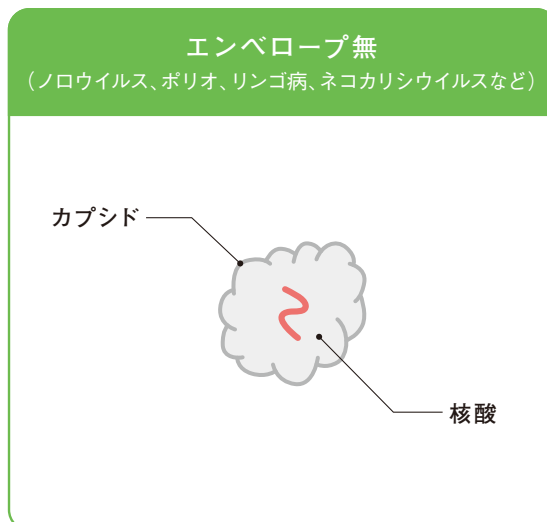 エンベロープ無
（ノロウイルス、ポリオ、リンゴ病、ネコカリシウイルスなど）
カプシド
核酸